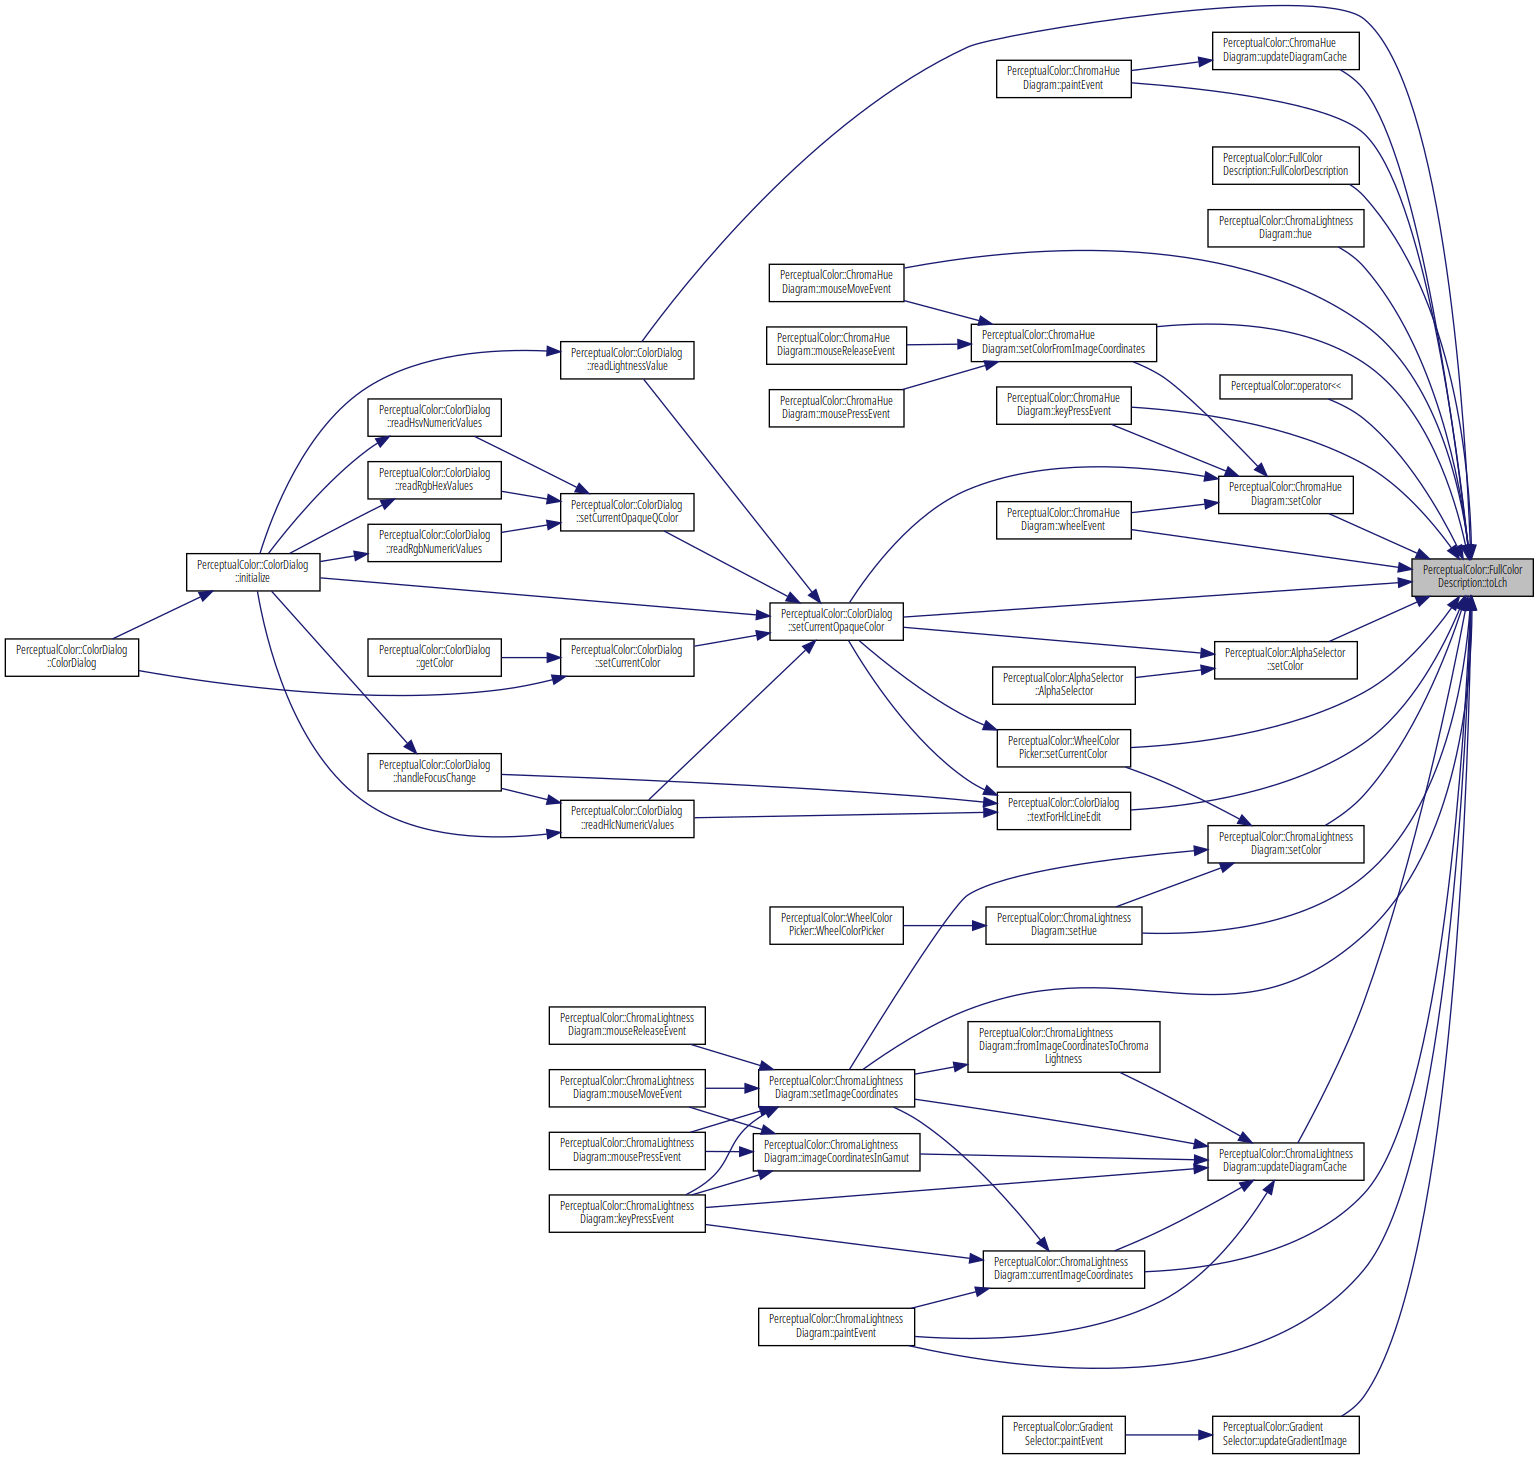 PerceptualColor::ChromaHue
Diagram::updateDiagramCache
PerceptualColor::ChromaHue
Diagram::paintEvent
PerceptualColor::FullColor
Description::FullColorDescription
PerceptualColor::ChromaLightness
Diagram::hue
PerceptualColor::ChromaHue
Diagram::mouseMoveEvent
PerceptualColor::ChromaHue
Diagram::mouseReleaseEvent
PerceptualColor::ChromaHue
Diagram::setColorFromImageCoordinates
PerceptualColor::ColorDialog
::readLightnessValue
PerceptualColor::operator<<
PerceptualColor::ChromaHue
Diagram::mousePressEvent
PerceptualColor::ChromaHue
Diagram::keyPressEvent
PerceptualColor::ColorDialog
::readHsvNumericValues
PerceptualColor::ColorDialog
::readRgbHexValues
PerceptualColor::ChromaHue
Diagram::setColor
PerceptualColor::ColorDialog
::setCurrentOpaqueQColor
PerceptualColor::ChromaHue
Diagram::wheelEvent
PerceptualColor::ColorDialog
::readRgbNumericValues
PerceptualColor::ColorDialog
::initialize
PerceptualColor::FullColor
Description::toLch
PerceptualColor::ColorDialog
::setCurrentOpaqueColor
PerceptualColor::ColorDialog
::ColorDialog
PerceptualColor::ColorDialog
::getColor
PerceptualColor::ColorDialog
::setCurrentColor
PerceptualColor::AlphaSelector
::setColor
PerceptualColor::AlphaSelector
::AlphaSelector
PerceptualColor::WheelColor
Picker::setCurrentColor
PerceptualColor::ColorDialog
::handleFocusChange
PerceptualColor::ColorDialog
::readHlcNumericValues
PerceptualColor::ColorDialog
::textForHlcLineEdit
PerceptualColor::ChromaLightness
Diagram::setColor
PerceptualColor::WheelColor
Picker::WheelColorPicker
PerceptualColor::ChromaLightness
Diagram::setHue
PerceptualColor::ChromaLightness
Diagram::mouseReleaseEvent
PerceptualColor::ChromaLightness
Diagram::fromImageCoordinatesToChroma
Lightness
PerceptualColor::ChromaLightness
Diagram::mouseMoveEvent
PerceptualColor::ChromaLightness
Diagram::setImageCoordinates
PerceptualColor::ChromaLightness
Diagram::mousePressEvent
PerceptualColor::ChromaLightness
Diagram::imageCoordinatesInGamut
PerceptualColor::ChromaLightness
Diagram::updateDiagramCache
PerceptualColor::ChromaLightness
Diagram::keyPressEvent
PerceptualColor::ChromaLightness
Diagram::currentImageCoordinates
PerceptualColor::ChromaLightness
Diagram::paintEvent
PerceptualColor::Gradient
Selector::paintEvent
PerceptualColor::Gradient
Selector::updateGradientImage